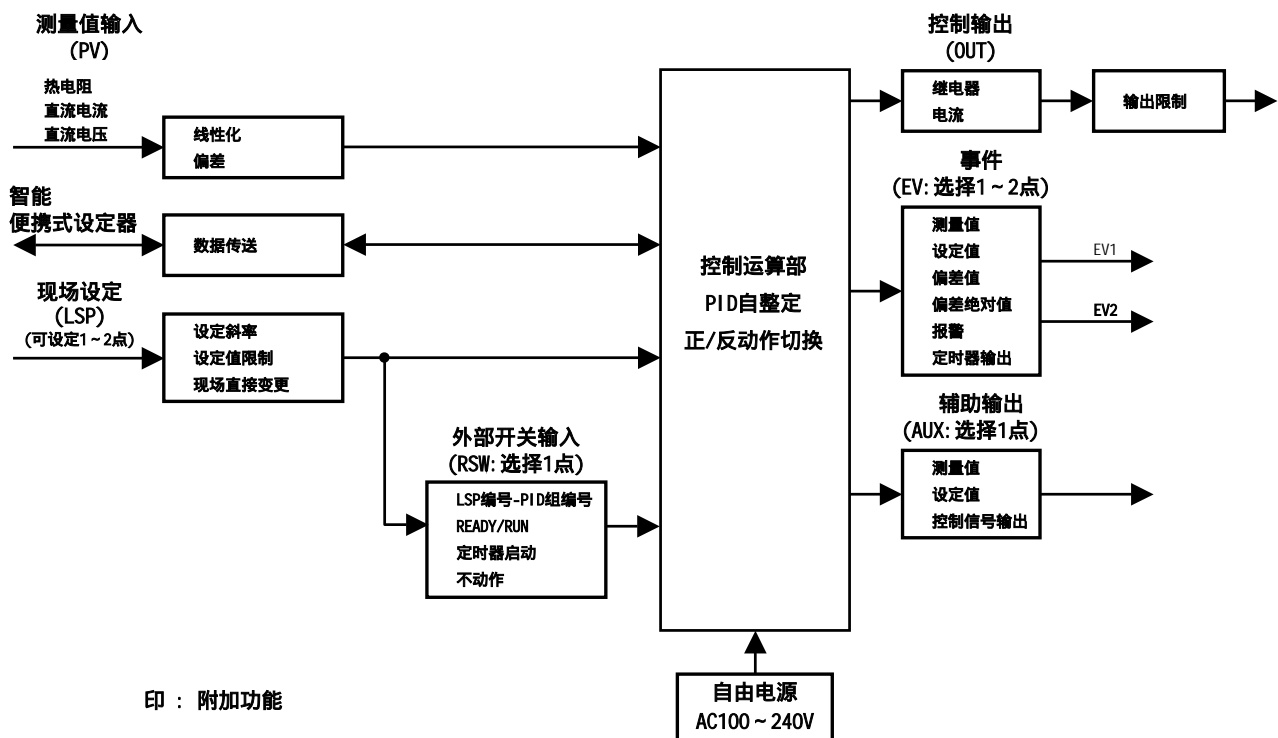 测量值输入
(PV)
热电阻
直流电流
直流电压
线性化
偏差
智能
便携式设定器
数据传送
现场设定
(LSP)
(可设定1～2点)
设定斜率
设定值限制
现场直接变更
外部开关输入
(RSW: 选择1点)
LSP编号-PID组编号
READY/RUN
定时器启动
不动作
控制运算部
PID自整定
正/反动作切换
自由电源
AC100～240V
控制输出
(OUT)
继电器
电流
输出限制
事件
(EV: 选择1～2点)
测量值
设定值
偏差值
偏差绝对值
报警
定时器输出
EV1
EV2
辅助输出
(AUX: 选择1点)
测量值
设定值
控制信号输出
印 : 附加功能